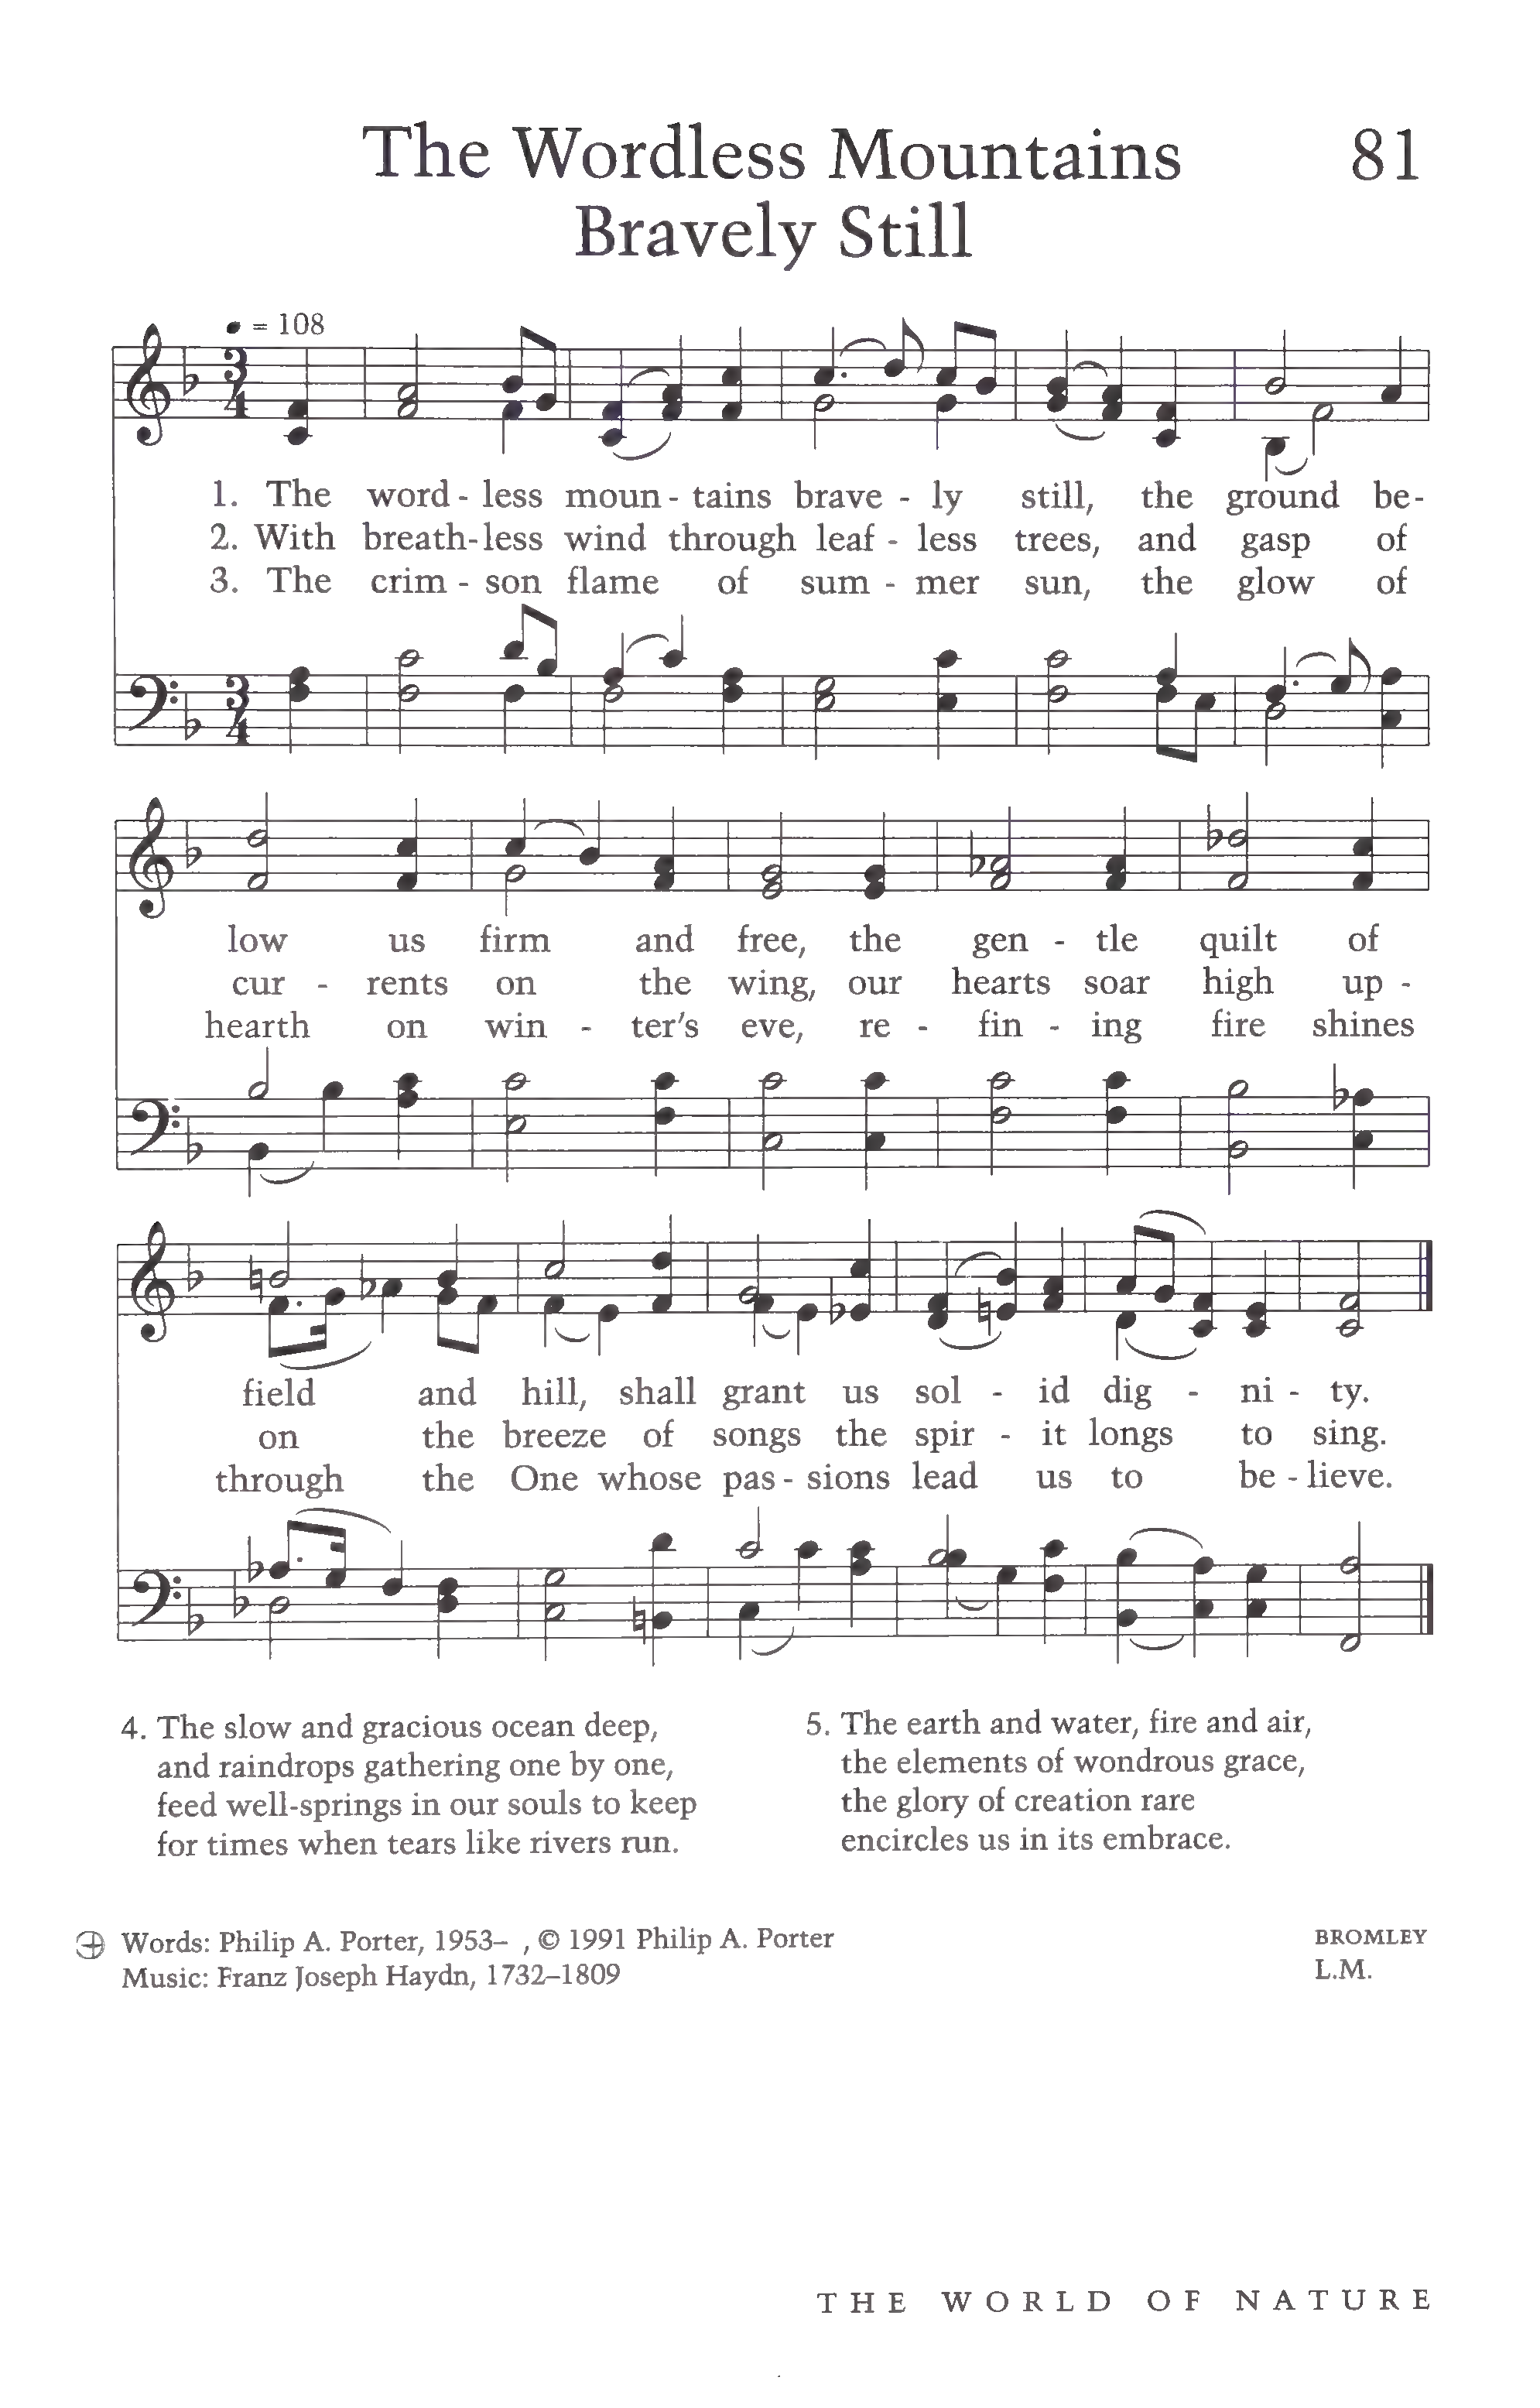 The Wordless Mountains 81
Bravely Still
= 108
1. The word - less moun - tains brave - ly still, the ground be-
2. With breath-less wind through leaf - less trees, and gasp of
3. The crim - son flame of sum - mer sun, the glow of
low us firm and free, the gen - tle quilt of
cur - rents on the wing, our hearts soar high up -
hearth on win - ter's eve, re - fin - ing fire shines
field and hill, shall grant us sol - id dig - ni - ty.
on the breeze of songs the spir - it longs to sing.
through the One whose pas - sions lead us to be - lieve.
4. The slow and gracious ocean deep,
and raindrops gathering one by one,
feed well-springs in our souls to keep
for times when tears like rivers run.
5. The earth and water, fire and air,
the elements of wondrous grace,
the glory of creation rare
encircles us in its embrace.
Words: Philip A. Porter, 1953– , © 1991 Philip A. Porter
Music: Franz Joseph Haydn, 1732–1809
BROMLEY
L.M.
THE WORLD OF NATURE